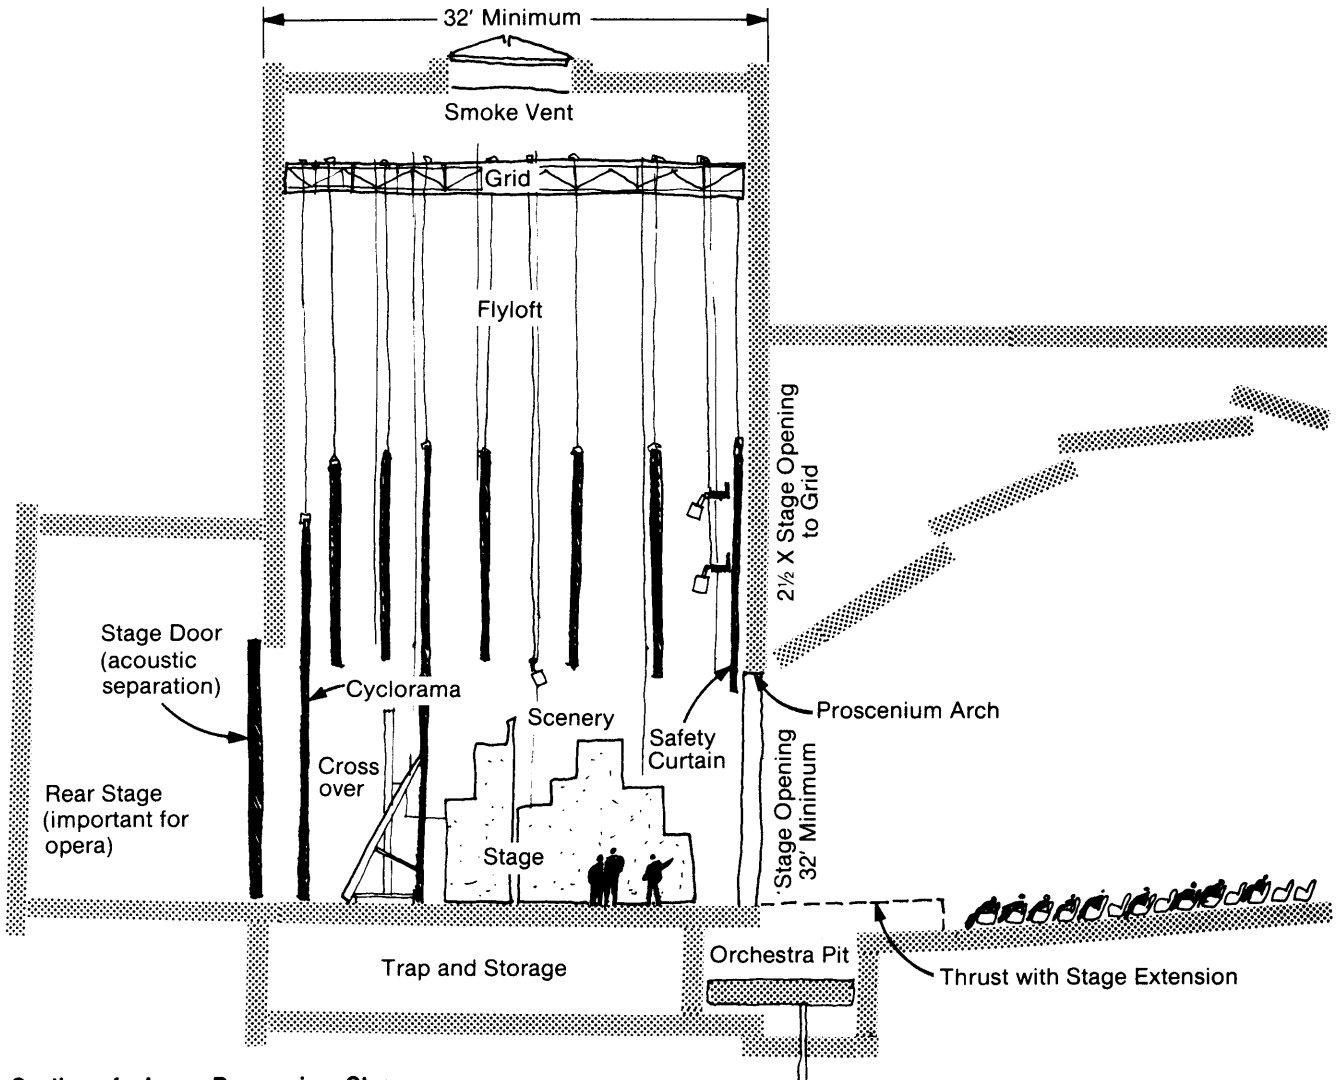 32' Minimum
Smoke Vent
Grid
Flyloft
2½ X Stage Opening
to Grid
Stage Door
(acoustic
separation)
Cyclorama
Scenery
Safety
Curtain
Proscenium Arch
Cross
over
Stage Opening
32' Minimum
Rear Stage
(important for
opera)
Stage
Trap and Storage
Orchestra Pit
Thrust with Stage Extension